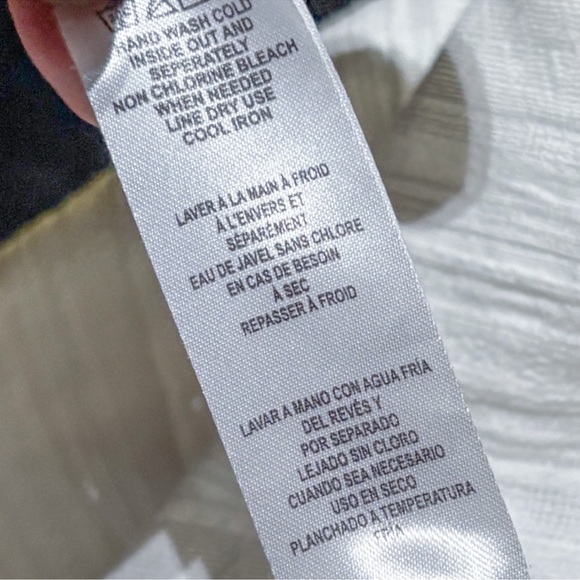 HAND WASH COLD
INSIDE OUT AND
SEPERATELY
NON CHLORINE BLEACH
WHEN NEEDED
LINE DRY USE
COOL IRON
LAVER À LA MAIN À FROID
À L'ENVERS ET
SÉPARÉMENT
EAU DE JAVEL SANS CHLORE
EN CAS DE BESOIN
À SEC
REPASSER À FROID
LAVAR A MANO CON AGUA FRÍA
DEL REVÉS Y
POR SEPARADO
LEJADO SIN CLORO
CUANDO SEA NECESARIO
USO EN SECO
PLANCHADO A TEMPERATURA
FRÍA